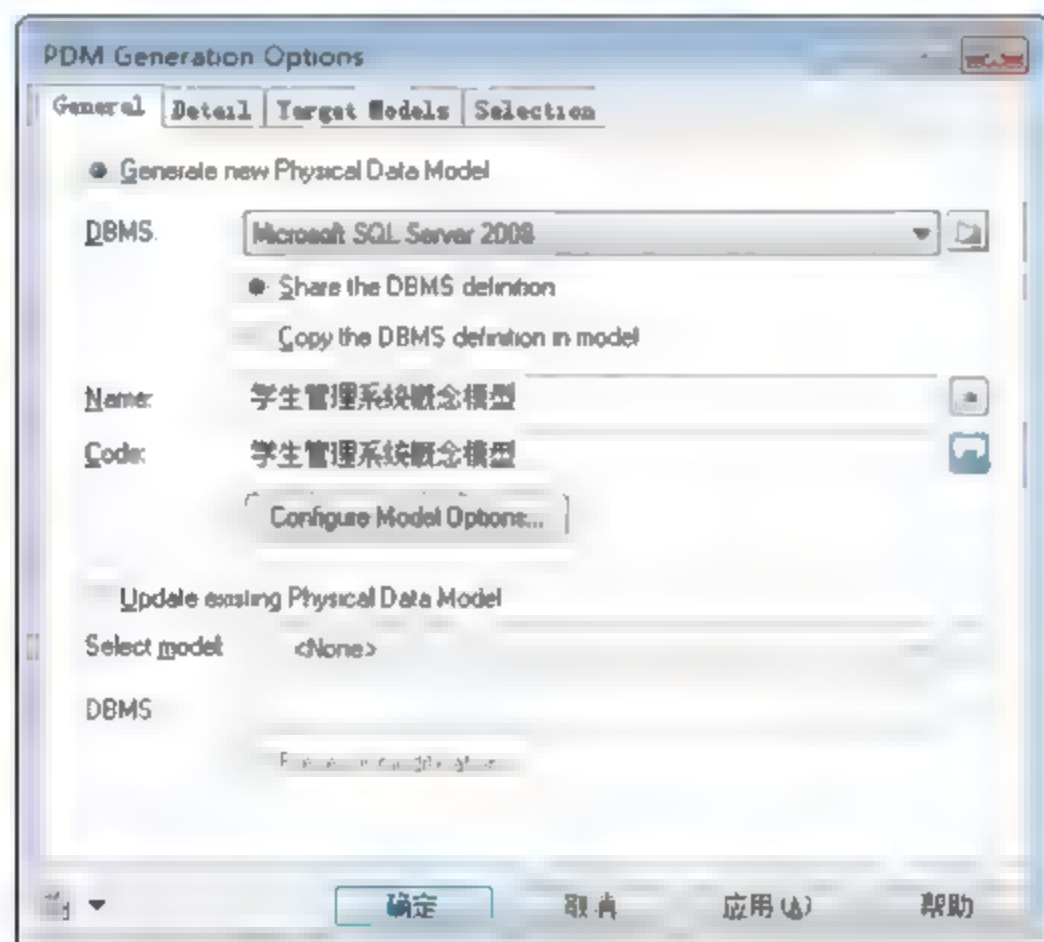 PDM Generation Options
General Detail Target Models Selection
Generate new Physical Data Model
DBMS: Microsoft SQL Server 2008
Share the DBMS definition
Copy the DBMS definition in model
Name: 学生管理系统概念模型
Code: 学生管理系统概念模型
Configure Model Options...
Update existing Physical Data Model
Select model: <None>
DBMS
确定 取消 应用(A) 帮助